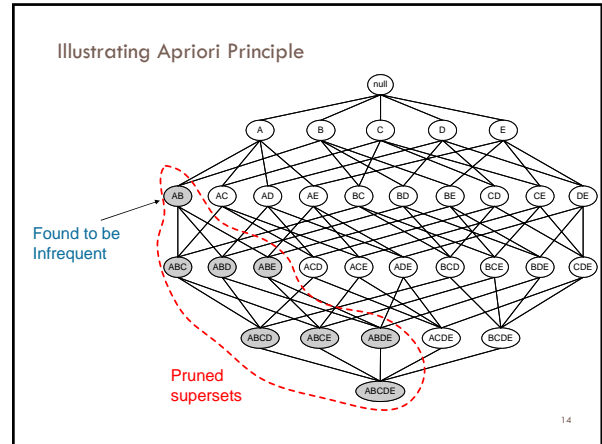 Illustrating Apriori Principle
null
A B C D E
AB AC AD AE BC BD BE CD CE DE
Found to be
Infrequent
ABC ABD ABE ACD ACE ADE BCD BCE BDE CDE
ABCD ABCE ABDE ACDE BCDE
Pruned
supersets
ABCDE
14